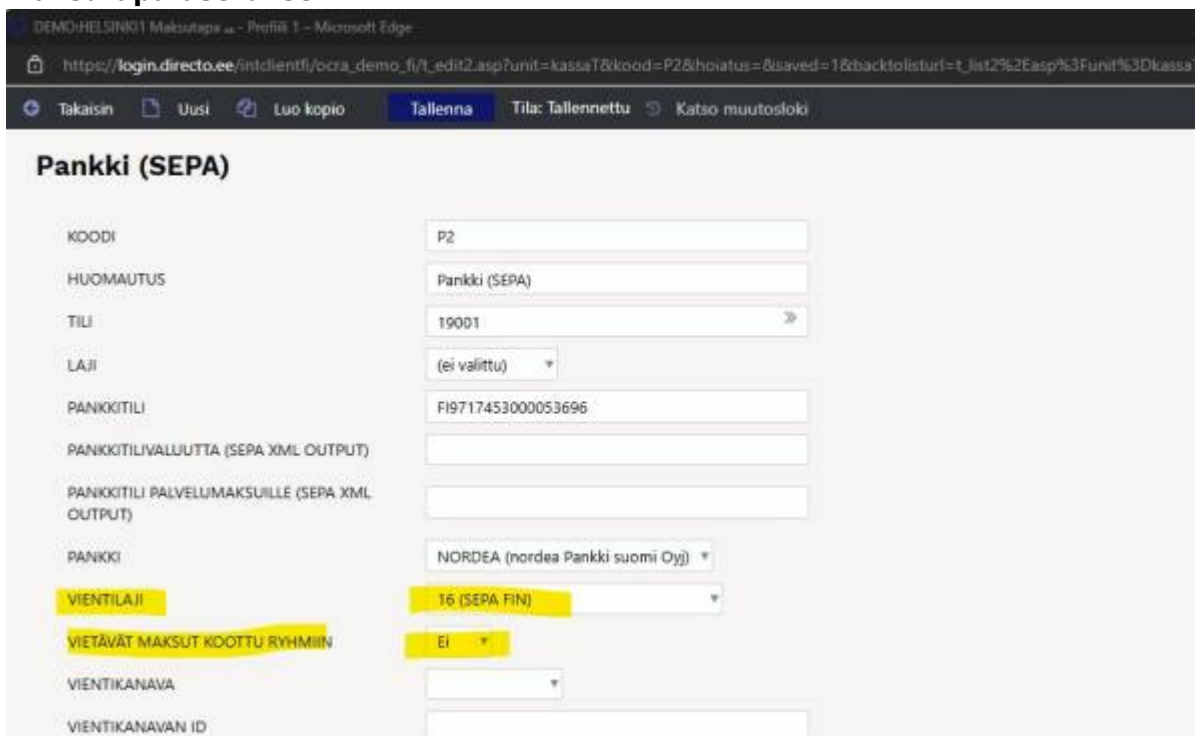 DEMO:HELSINKI1 Maksutapa - Profiili 1 – Microsoft Edge
https://login.directo.ee/intclientfi/ocra_demo_fi/t_edit2.asp?unit=kassaT&kood=P2&hoiatus=&saved=1&backtolisturl=t_list2%2Easp%3Funit%3Dkassa
Takaisin Uusi Luo kopio Tallenna Tila: Tallennettu Katso muutosloki
Pankki (SEPA)
KOODI P2
HUOMAUTUS Pankki (SEPA)
TILI 19001
LAJI (ei valittu)
PANKKITILI FI9717453000053696
PANKKITILIVALUUTTA (SEPA XML OUTPUT)
PANKKITILI PALVELUMAKSUILLE (SEPA XML
OUTPUT)
PANKKI NORDEA (nordea Pankki suomi Oyj)
VIENTILAJI 16 (SEPA FIN)
VIETÄVÄT MAKSUT KOOTTU RYHMIIN Ei
VIENTIKANAVA
VIENTIKANAVAN ID